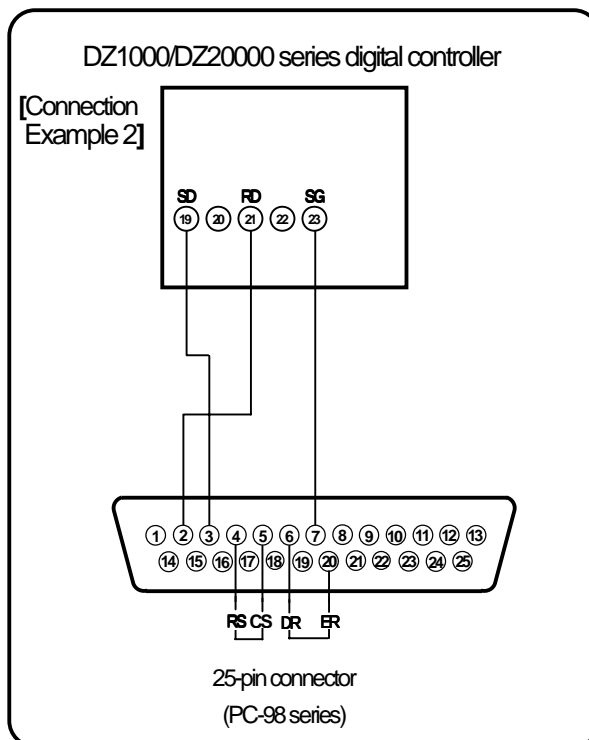 DZ1000/DZ20000 series digital controller
[Connection
Example 2]
SD RD SG
19 20 21 22 23
1 2 3 4 5 6 7 8 9 10 11 12 13
14 15 16 17 18 19 20 21 22 23 24 25
RS CS DR ER
25-pin connector
(PC-98 series)